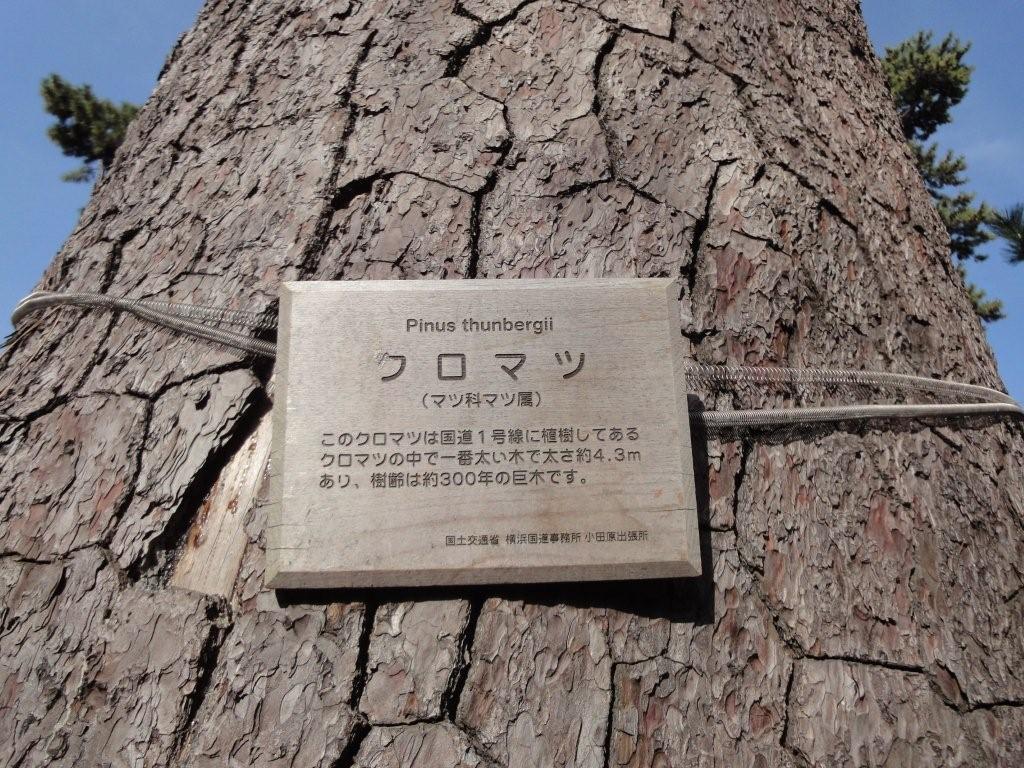 Pinus thunbergii
クロマツ
（マツ科マツ属）
このクロマツは国道１号線に植樹してある
クロマツの中で一番太い木で太さ約4.3m
あり、樹齢は約300年の巨木です。
国土交通省 横浜国道事務所 小田原出張所